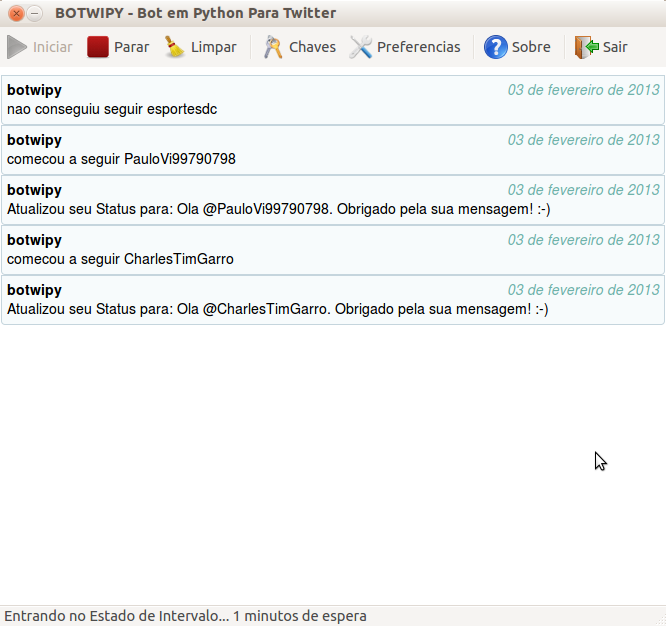 BOTWIPY - Bot em Python Para Twitter
Iniciar Parar Limpar Chaves Preferencias Sobre Sair
botwipy 03 de fevereiro de 2013
nao conseguiu seguir esportesdc
botwipy 03 de fevereiro de 2013
comecou a seguir PauloVi99790798
botwipy 03 de fevereiro de 2013
Atualizou seu Status para: Ola @PauloVi99790798. Obrigado pela sua mensagem! :-)
botwipy 03 de fevereiro de 2013
comecou a seguir CharlesTimGarro
botwipy 03 de fevereiro de 2013
Atualizou seu Status para: Ola @CharlesTimGarro. Obrigado pela sua mensagem! :-)
Entrando no Estado de Intervalo... 1 minutos de espera